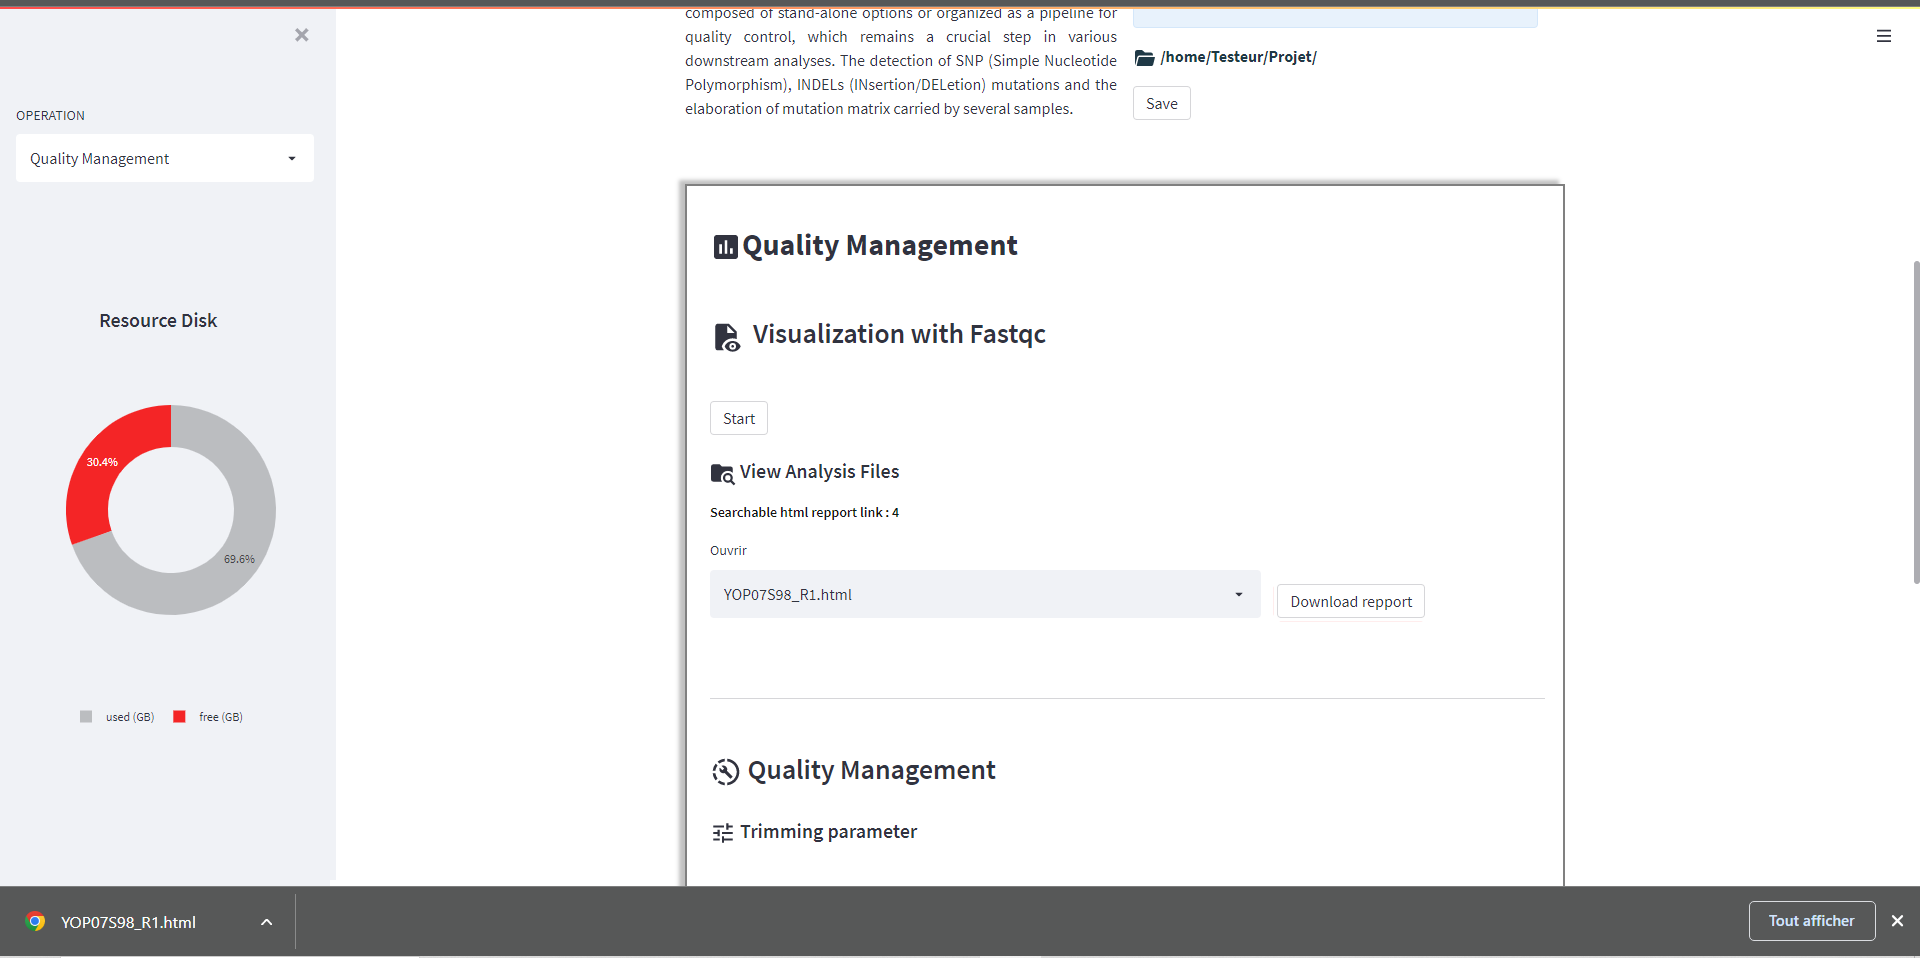 OPERATION
Quality Management
Resource Disk
30.4%
69.6%
used (GB)
free (GB)
composed of stand-alone options or organized as a pipeline for
quality control, which remains a crucial step in various
downstream analyses. The detection of SNP (Simple Nucleotide
Polymorphism), INDELs (INsertion/DELetion) mutations and the
elaboration of mutation matrix carried by several samples.
/home/Testeur/Projet/
Save
Quality Management
Visualization with Fastqc
Start
View Analysis Files
Searchable html repport link : 4
Ouvrir
YOP07S98_R1.html
Download repport
Quality Management
Trimming parameter
YOP07S98_R1.html
Tout afficher